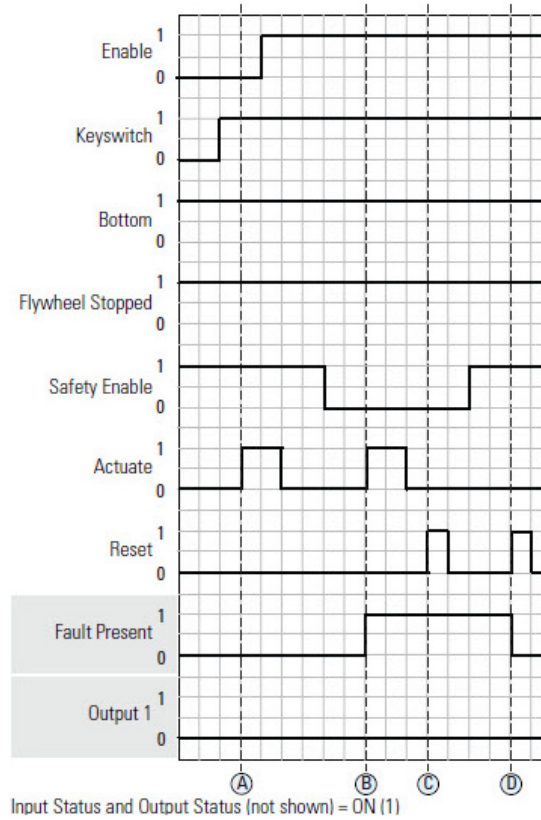 Enable 1
0
Keyswitch 1
0
Bottom 1
0
Flywheel Stopped 1
0
Safety Enable 1
0
Actuate 1
0
Reset 1
0
Fault Present 1
0
Output 1 1
0
A B C D
Input Status and Output Status (not shown) = ON (1)